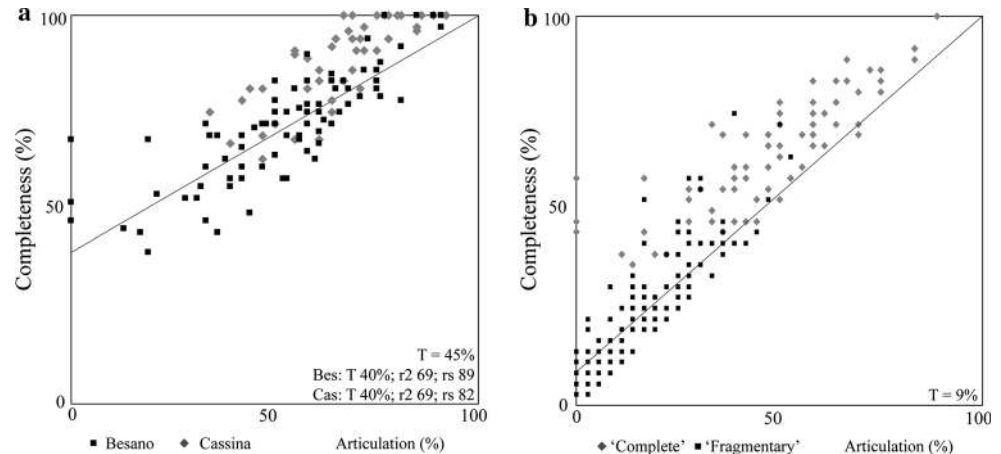 a
100
Completeness (%)
50
0
T = 45%
Bes: T 40%; r2 69; rs 89
Cas: T 40%; r2 69; rs 82
0 50 100
Besano Cassina Articulation (%)
b
100
Completeness (%)
50
0
T = 9%
0 50 100
‘Complete’ ‘Fragmentary’ Articulation (%)